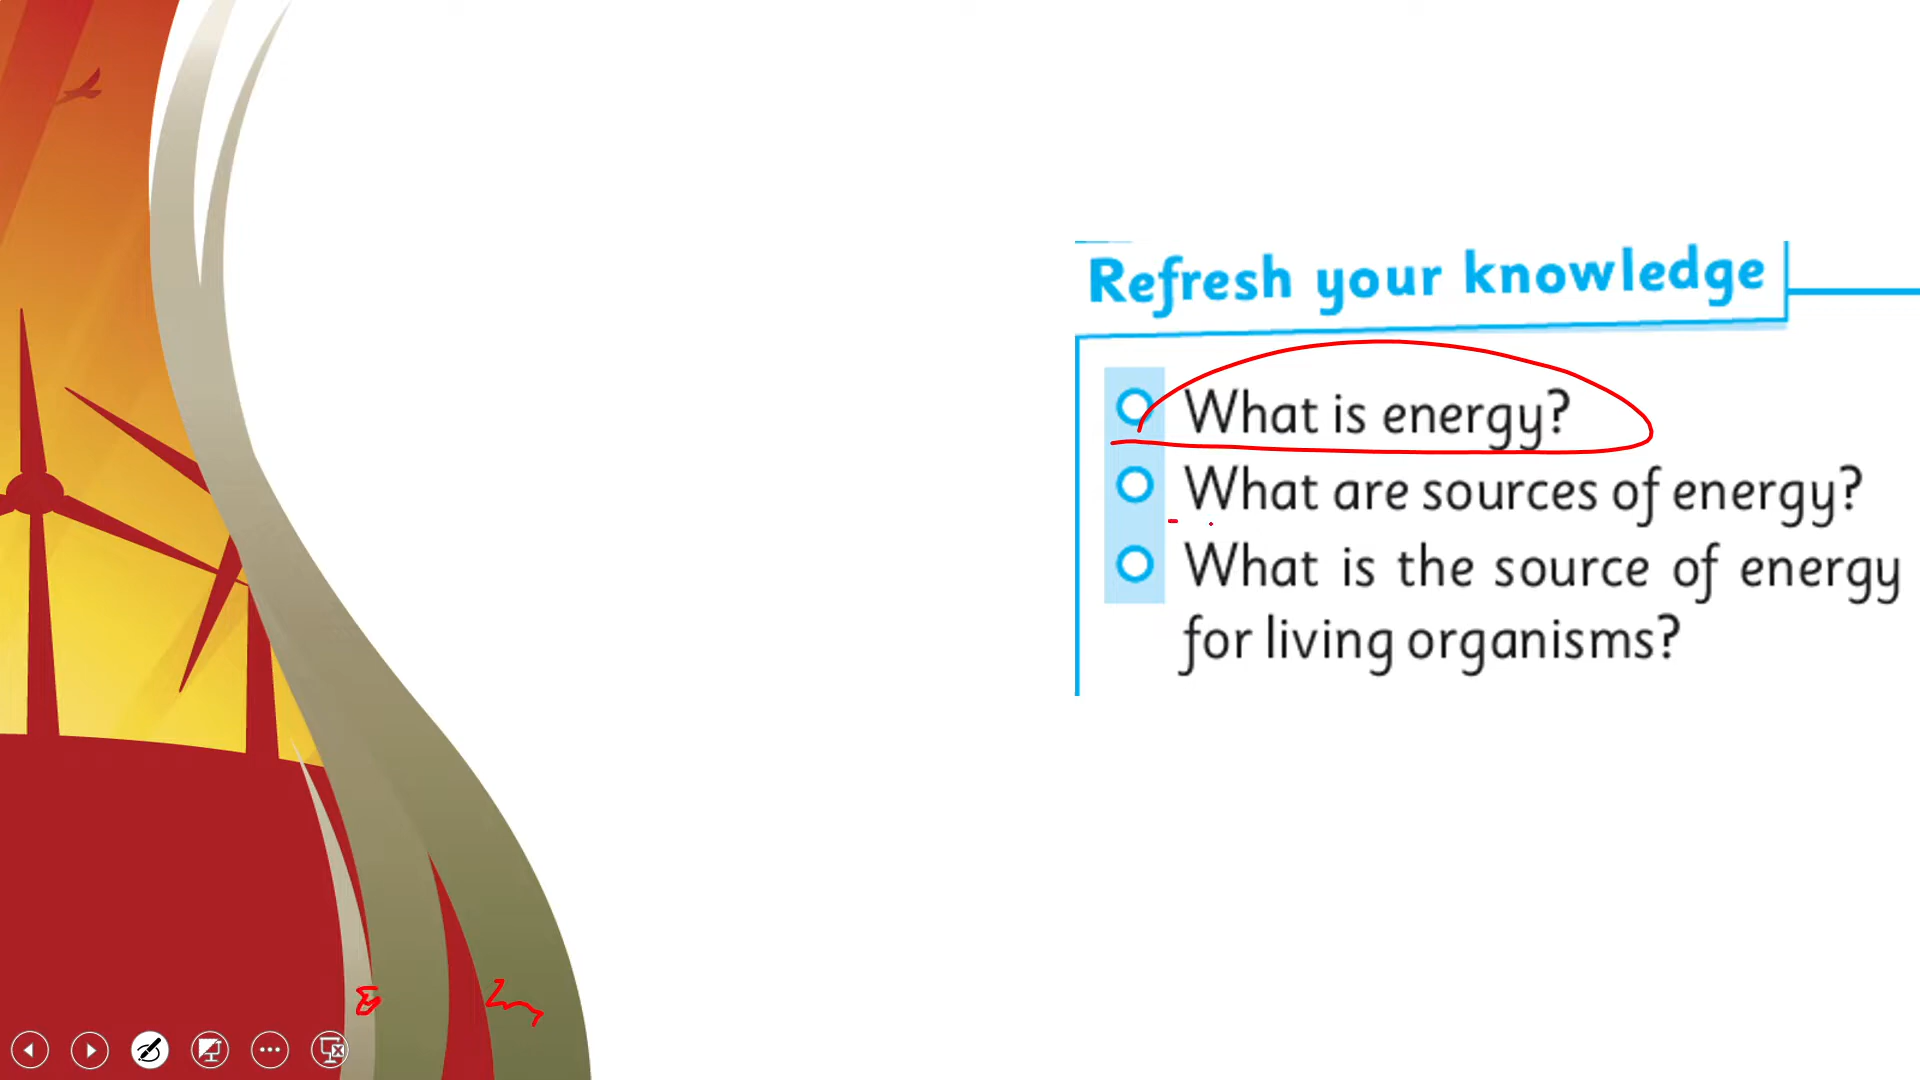 Refresh your knowledge
What is energy?
What are sources of energy?
What is the source of energy
for living organisms?